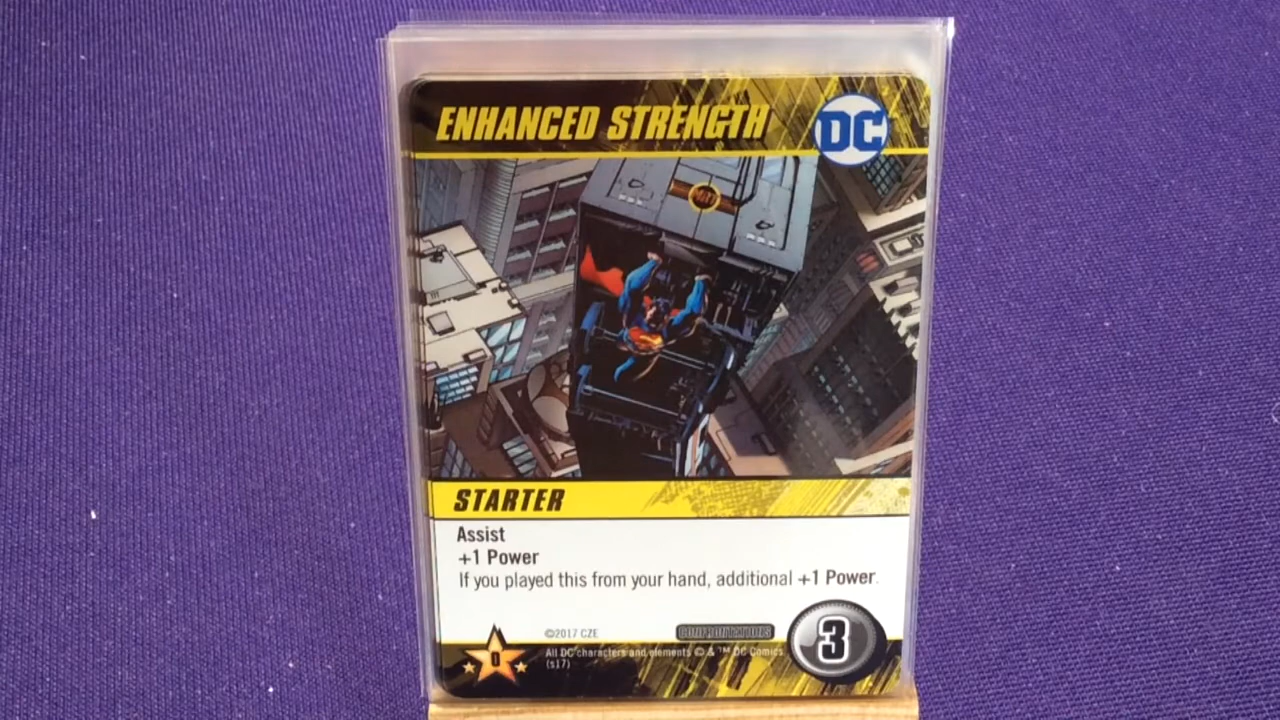 ENHANCED STRENGTH
DC
STARTER
Assist
+1 Power
If you played this from your hand, additional +1 Power.
©2017 CZE
CONFRONTATIONS
3
0
All DC characters and elements © & ™ DC Comics.
(s17)